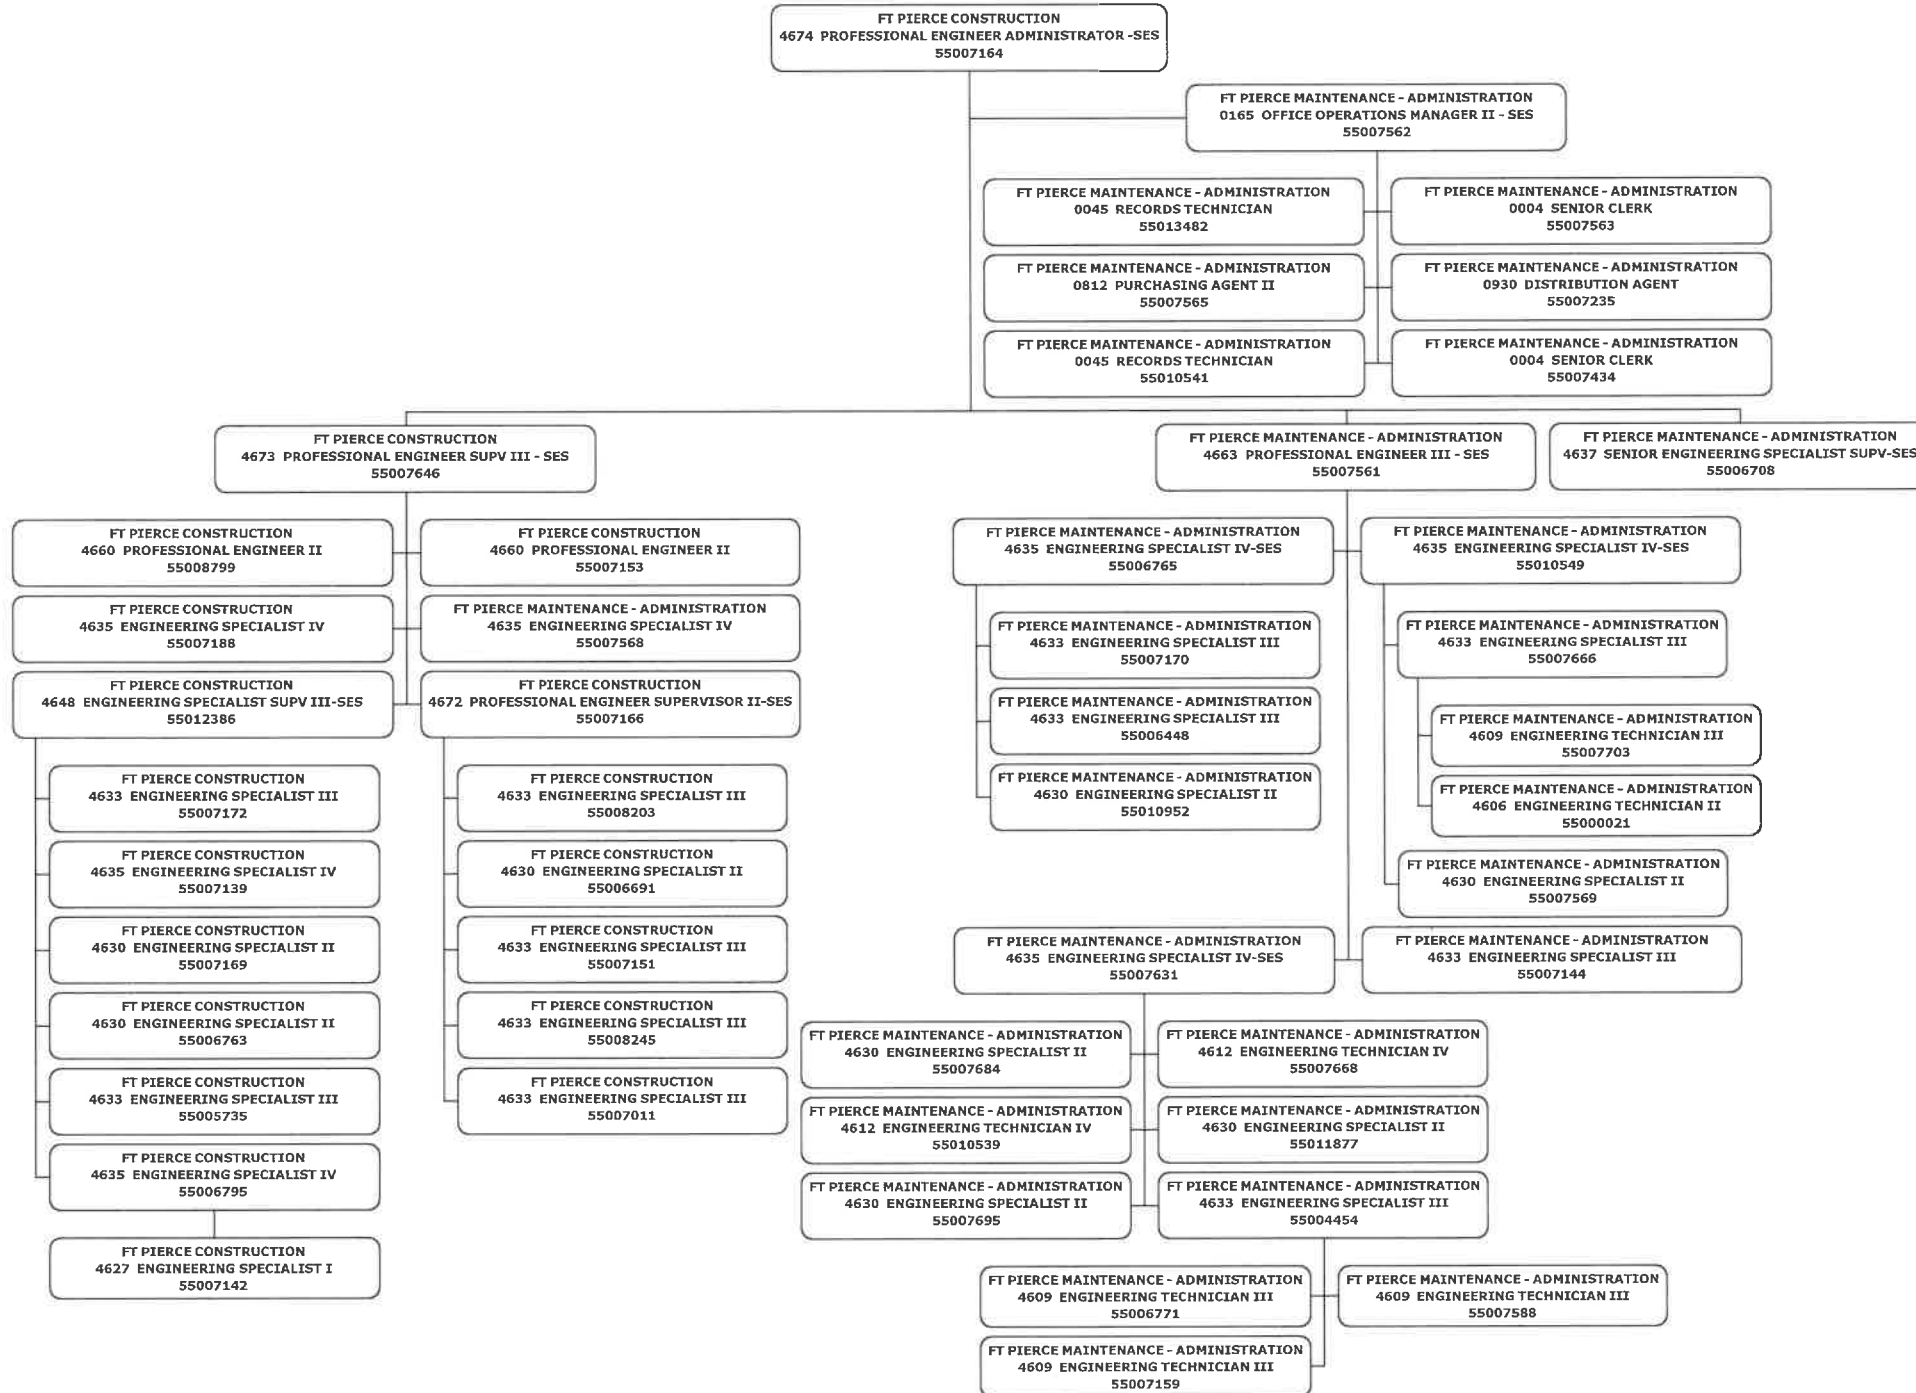 FT PIERCE CONSTRUCTION
4674 PROFESSIONAL ENGINEER ADMINISTRATOR -SES
55007164
FT PIERCE MAINTENANCE - ADMINISTRATION
0165 OFFICE OPERATIONS MANAGER II - SES
55007562
FT PIERCE MAINTENANCE - ADMINISTRATION
0045 RECORDS TECHNICIAN
55013482
FT PIERCE MAINTENANCE - ADMINISTRATION
0004 SENIOR CLERK
55007563
FT PIERCE MAINTENANCE - ADMINISTRATION
0812 PURCHASING AGENT II
55007565
FT PIERCE MAINTENANCE - ADMINISTRATION
0930 DISTRIBUTION AGENT
55007235
FT PIERCE MAINTENANCE - ADMINISTRATION
0045 RECORDS TECHNICIAN
55010541
FT PIERCE MAINTENANCE - ADMINISTRATION
0004 SENIOR CLERK
55007434
FT PIERCE CONSTRUCTION
4673 PROFESSIONAL ENGINEER SUPV III - SES
55007646
FT PIERCE MAINTENANCE - ADMINISTRATION
4663 PROFESSIONAL ENGINEER III - SES
55007561
FT PIERCE MAINTENANCE - ADMINISTRATION
4637 SENIOR ENGINEERING SPECIALIST SUPV-SES
55006708
FT PIERCE CONSTRUCTION
4660 PROFESSIONAL ENGINEER II
55008799
FT PIERCE CONSTRUCTION
4660 PROFESSIONAL ENGINEER II
55007153
FT PIERCE CONSTRUCTION
4635 ENGINEERING SPECIALIST IV
55007188
FT PIERCE MAINTENANCE - ADMINISTRATION
4635 ENGINEERING SPECIALIST IV
55007568
FT PIERCE CONSTRUCTION
4648 ENGINEERING SPECIALIST SUPV III-SES
55012386
FT PIERCE CONSTRUCTION
4672 PROFESSIONAL ENGINEER SUPERVISOR II-SES
55007166
FT PIERCE CONSTRUCTION
4633 ENGINEERING SPECIALIST III
55007172
FT PIERCE CONSTRUCTION
4635 ENGINEERING SPECIALIST IV
55007139
FT PIERCE CONSTRUCTION
4630 ENGINEERING SPECIALIST II
55007169
FT PIERCE CONSTRUCTION
4630 ENGINEERING SPECIALIST II
55006763
FT PIERCE CONSTRUCTION
4633 ENGINEERING SPECIALIST III
55005735
FT PIERCE CONSTRUCTION
4635 ENGINEERING SPECIALIST IV
55006795
FT PIERCE CONSTRUCTION
4627 ENGINEERING SPECIALIST I
55007142
FT PIERCE CONSTRUCTION
4633 ENGINEERING SPECIALIST III
55008203
FT PIERCE CONSTRUCTION
4630 ENGINEERING SPECIALIST II
55006691
FT PIERCE CONSTRUCTION
4633 ENGINEERING SPECIALIST III
55007151
FT PIERCE CONSTRUCTION
4633 ENGINEERING SPECIALIST III
55008245
FT PIERCE CONSTRUCTION
4633 ENGINEERING SPECIALIST III
55007011
FT PIERCE MAINTENANCE - ADMINISTRATION
4635 ENGINEERING SPECIALIST IV-SES
55006765
FT PIERCE MAINTENANCE - ADMINISTRATION
4633 ENGINEERING SPECIALIST III
55007170
FT PIERCE MAINTENANCE - ADMINISTRATION
4633 ENGINEERING SPECIALIST III
55006448
FT PIERCE MAINTENANCE - ADMINISTRATION
4630 ENGINEERING SPECIALIST II
55010952
FT PIERCE MAINTENANCE - ADMINISTRATION
4635 ENGINEERING SPECIALIST IV-SES
55010549
FT PIERCE MAINTENANCE - ADMINISTRATION
4633 ENGINEERING SPECIALIST III
55007666
FT PIERCE MAINTENANCE - ADMINISTRATION
4609 ENGINEERING TECHNICIAN III
55007703
FT PIERCE MAINTENANCE - ADMINISTRATION
4606 ENGINEERING TECHNICIAN II
55000021
FT PIERCE MAINTENANCE - ADMINISTRATION
4630 ENGINEERING SPECIALIST II
55007569
FT PIERCE MAINTENANCE - ADMINISTRATION
4635 ENGINEERING SPECIALIST IV-SES
55007631
FT PIERCE MAINTENANCE - ADMINISTRATION
4633 ENGINEERING SPECIALIST III
55007144
FT PIERCE MAINTENANCE - ADMINISTRATION
4630 ENGINEERING SPECIALIST II
55007684
FT PIERCE MAINTENANCE - ADMINISTRATION
4612 ENGINEERING TECHNICIAN IV
55007668
FT PIERCE MAINTENANCE - ADMINISTRATION
4612 ENGINEERING TECHNICIAN IV
55010539
FT PIERCE MAINTENANCE - ADMINISTRATION
4630 ENGINEERING SPECIALIST II
55011877
FT PIERCE MAINTENANCE - ADMINISTRATION
4630 ENGINEERING SPECIALIST II
55007695
FT PIERCE MAINTENANCE - ADMINISTRATION
4633 ENGINEERING SPECIALIST III
55004454
FT PIERCE MAINTENANCE - ADMINISTRATION
4609 ENGINEERING TECHNICIAN III
55006771
FT PIERCE MAINTENANCE - ADMINISTRATION
4609 ENGINEERING TECHNICIAN III
55007588
FT PIERCE MAINTENANCE - ADMINISTRATION
4609 ENGINEERING TECHNICIAN III
55007159